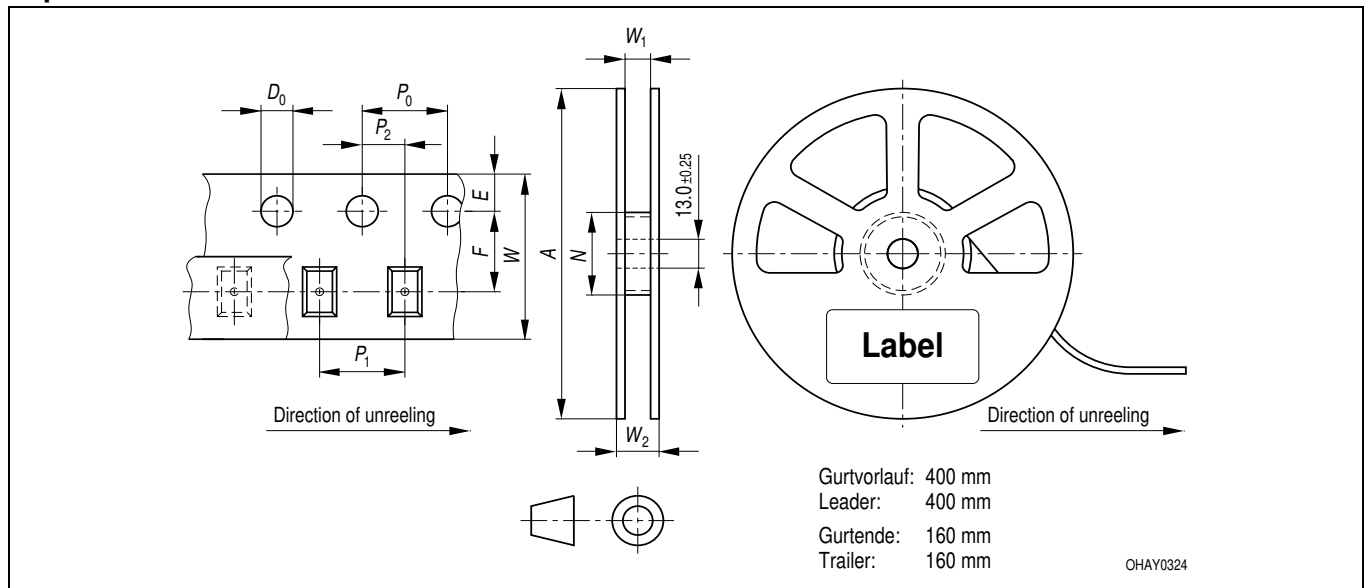 W1
D0
P0
P2
E
F
W
A
N
13.0 ±0.25
P1
Label
Direction of unreeling
W2
Direction of unreeling
Gurtvorlauf: 400 mm
Leader: 400 mm
Gurtende: 160 mm
Trailer: 160 mm
OHAY0324